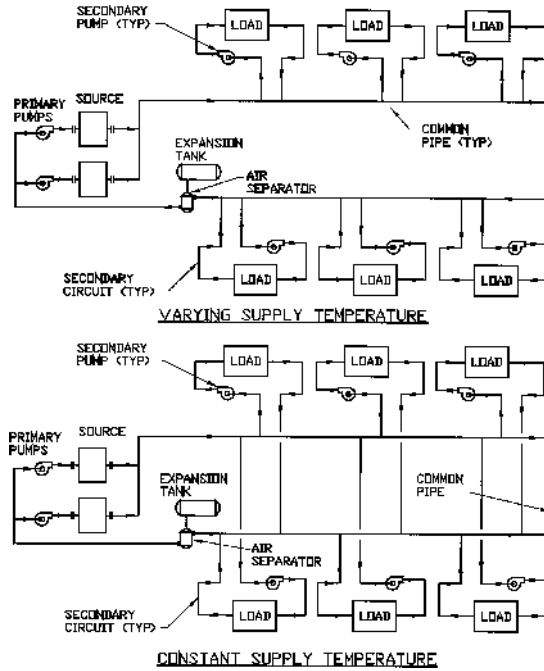 SECONDARY
PUMP (TYP)
LOAD
LOAD
LOAD
PRIMARY
PUMPS
SOURCE
EXPANSION
TANK
AIR
SEPARATOR
COMMON
PIPE (TYP)
SECONDARY
CIRCUIT (TYP)
LOAD
LOAD
LOAD
VARYING SUPPLY TEMPERATURE
SECONDARY
PUMP (TYP)
LOAD
LOAD
LOAD
PRIMARY
PUMPS
SOURCE
EXPANSION
TANK
AIR
SEPARATOR
COMMON
PIPE
SECONDARY
CIRCUIT (TYP)
LOAD
LOAD
LOAD
CONSTANT SUPPLY TEMPERATURE